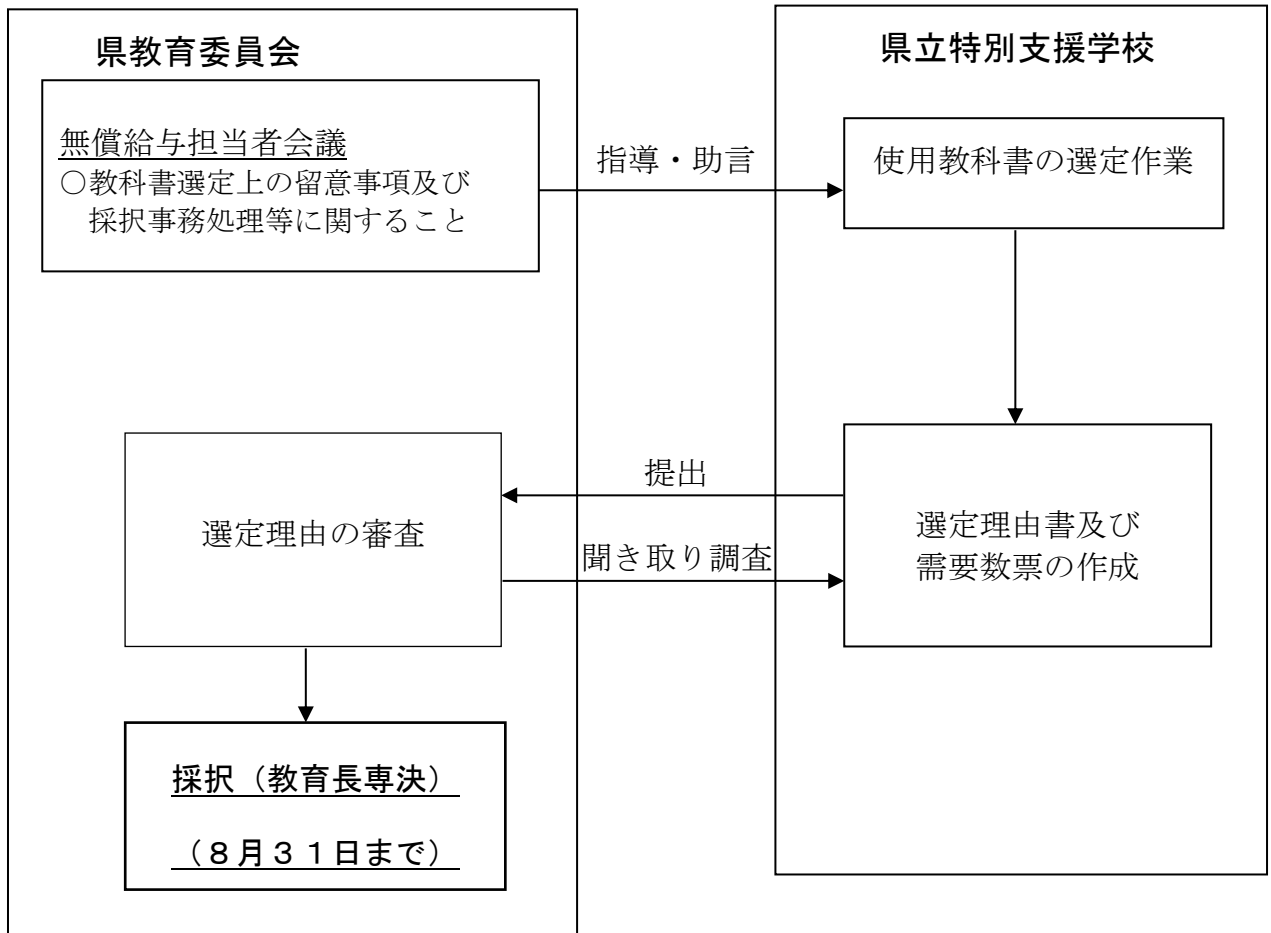 県教育委員会
無償給与担当者会議
○教科書選定上の留意事項及び
採択事務処理等に関すること
指導・助言
県立特別支援学校
使用教科書の選定作業
提出
選定理由の審査
聞き取り調査
選定理由書及び
需要数票の作成
採択（教育長専決）
（８月３１日まで）